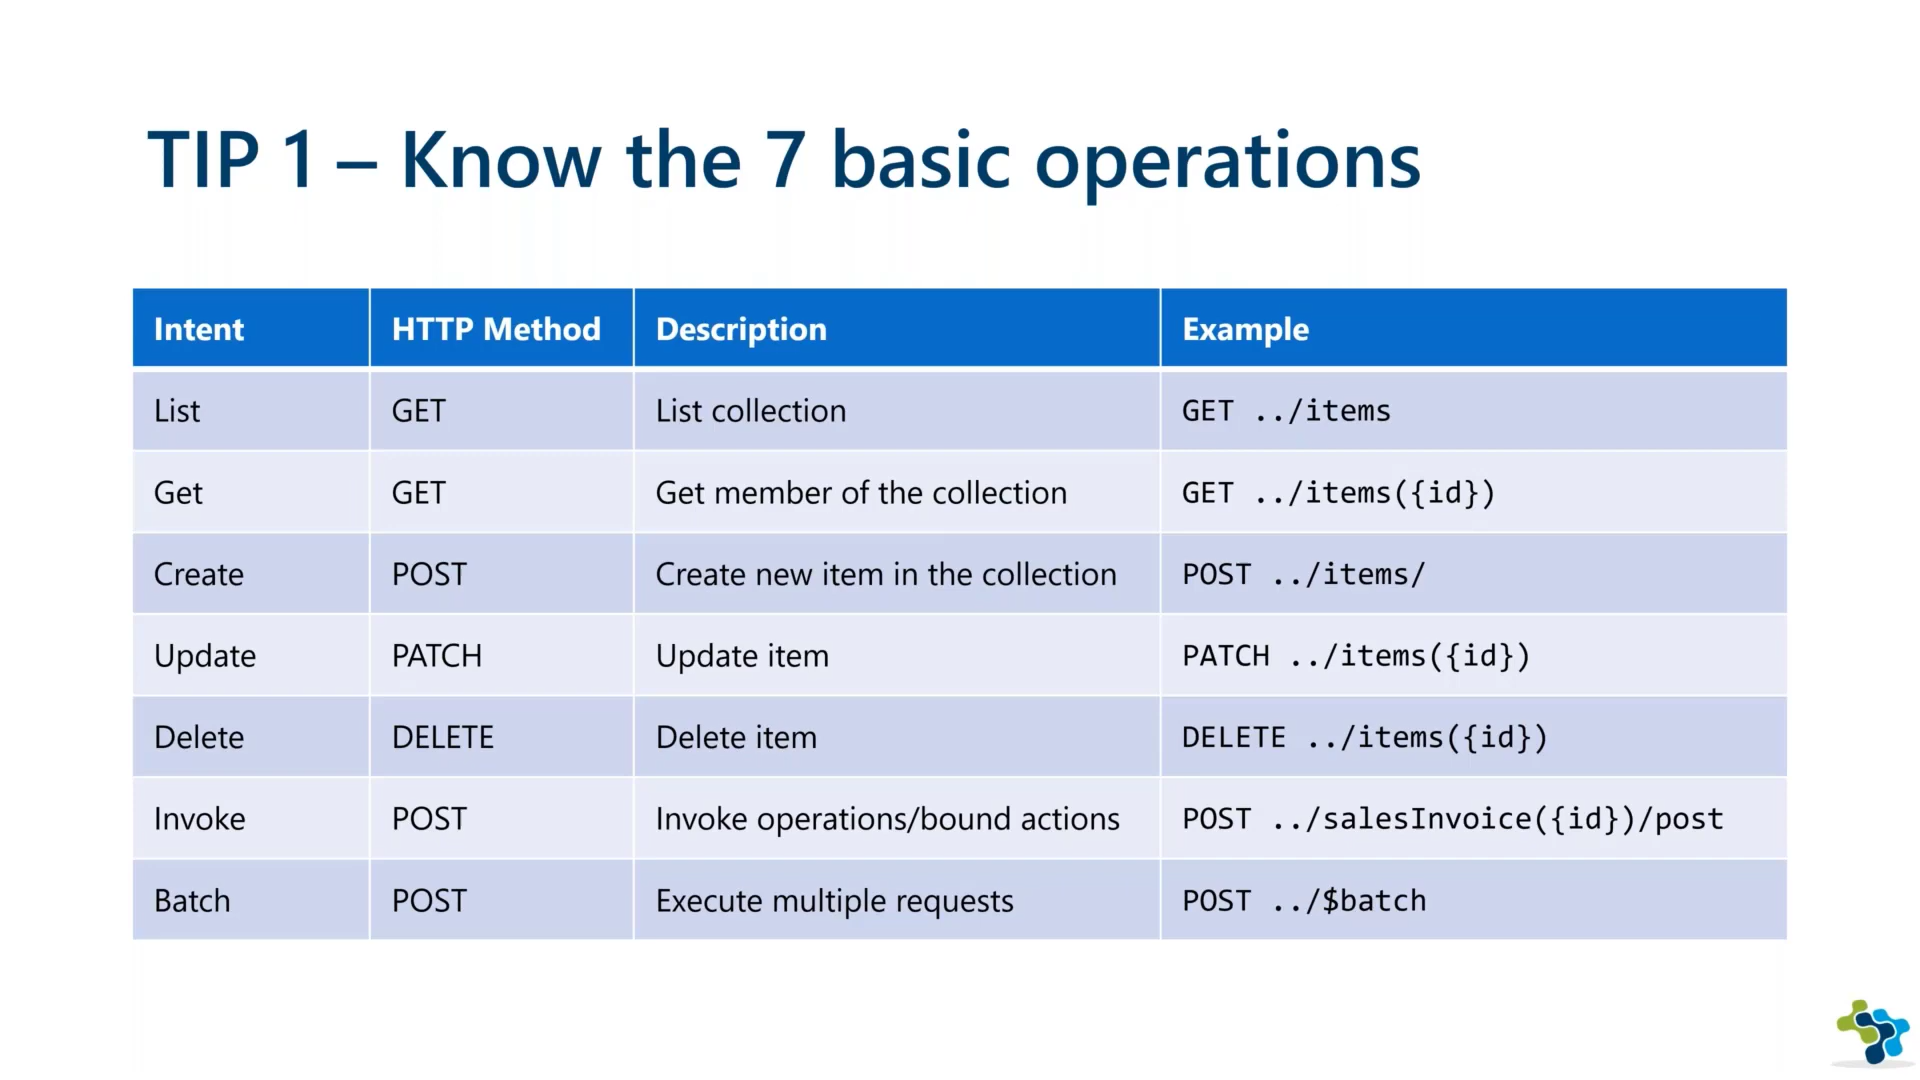 TIP 1 – Know the 7 basic operations
Intent HTTP Method Description Example
List GET List collection GET ../items
Get GET Get member of the collection GET ../items({id})
Create POST Create new item in the collection POST ../items/
Update PATCH Update item PATCH ../items({id})
Delete DELETE Delete item DELETE ../items({id})
Invoke POST Invoke operations/bound actions POST ../salesInvoice({id})/post
Batch POST Execute multiple requests POST ../$batch